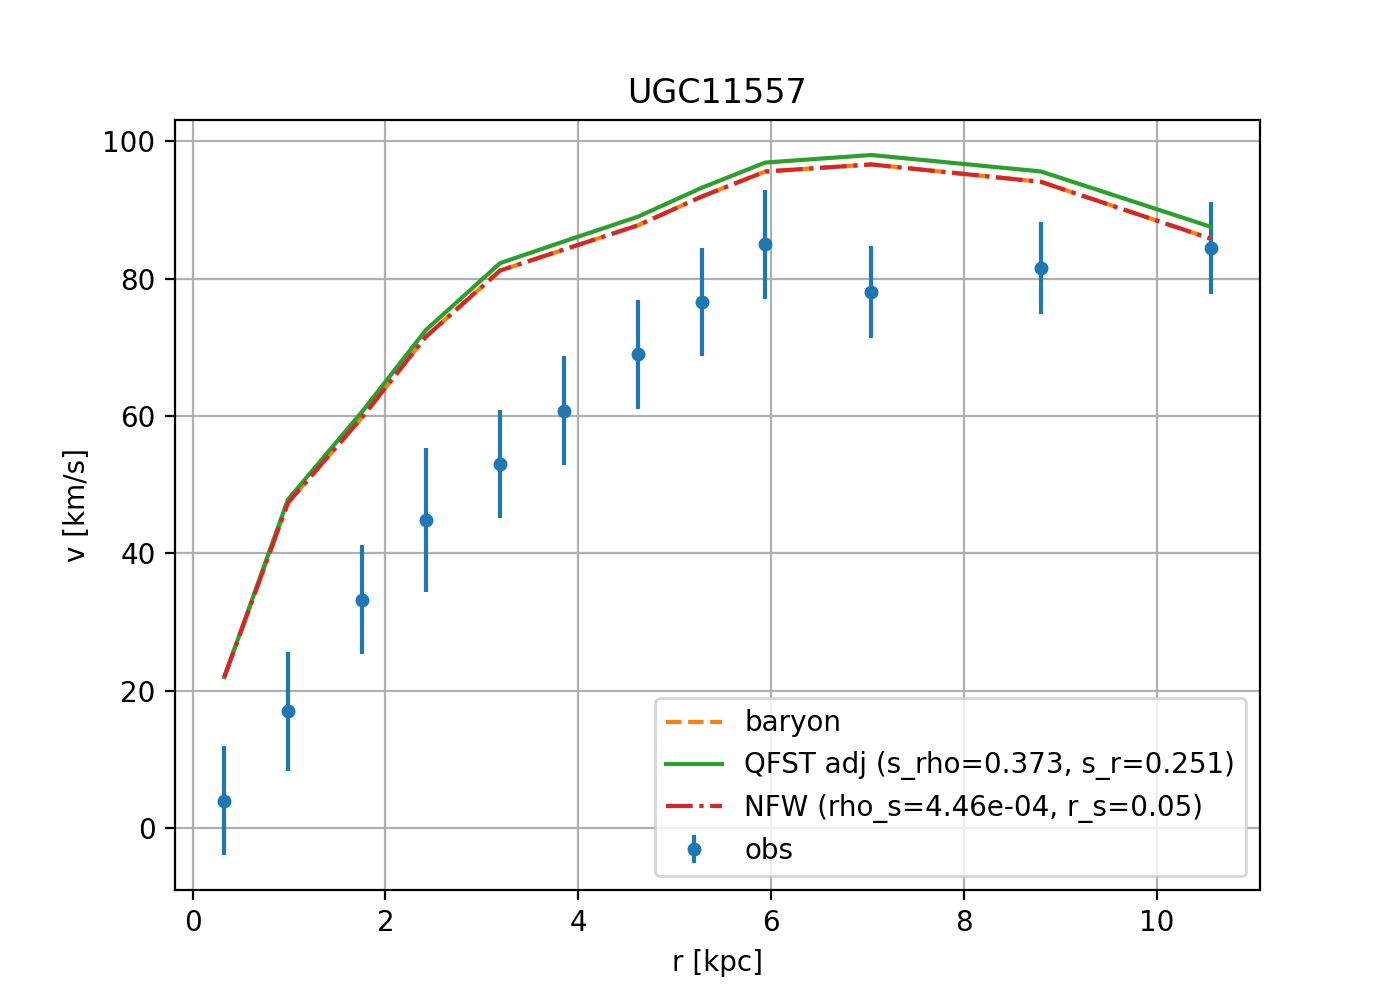 UGC11557
100
80
60
40
20
0
v [km/s]
baryon
QFST adj (s_rho=0.373, s_r=0.251)
NFW (rho_s=4.46e-04, r_s=0.05)
obs
0 2 4 6 8 10
r [kpc]